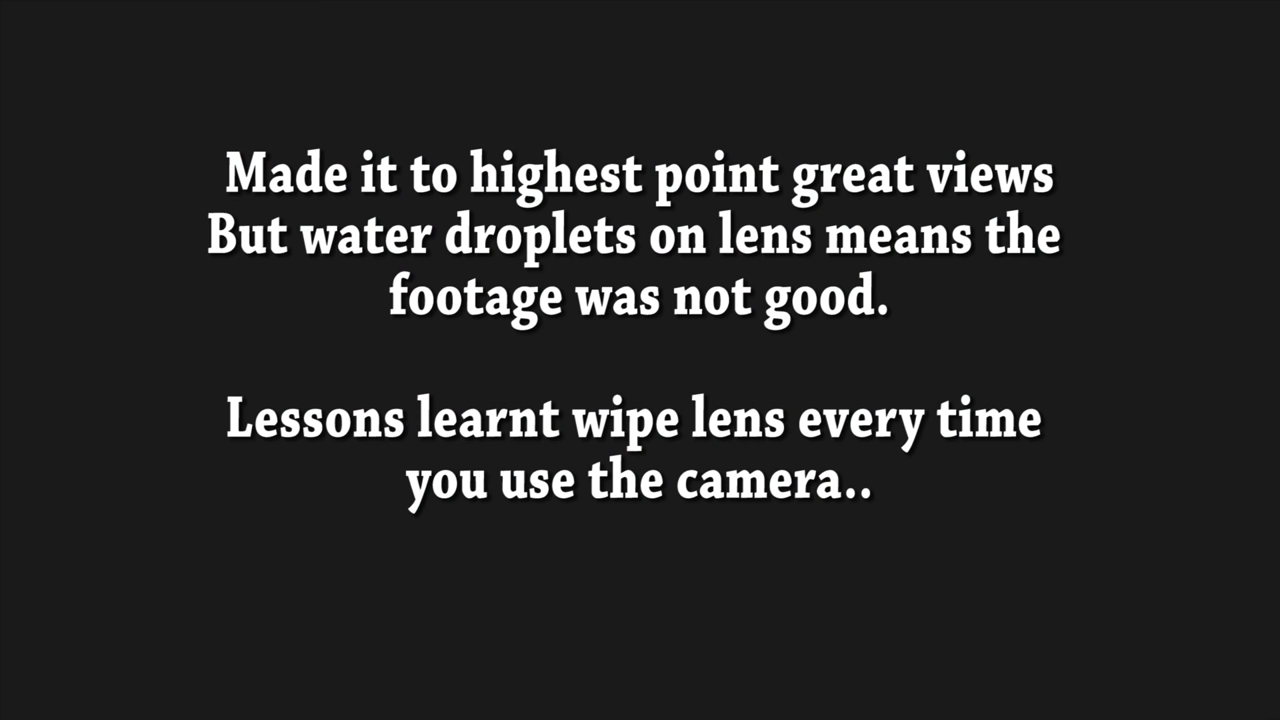 Made it to highest point great views
But water droplets on lens means the
footage was not good.
Lessons learnt wipe lens every time
you use the camera..